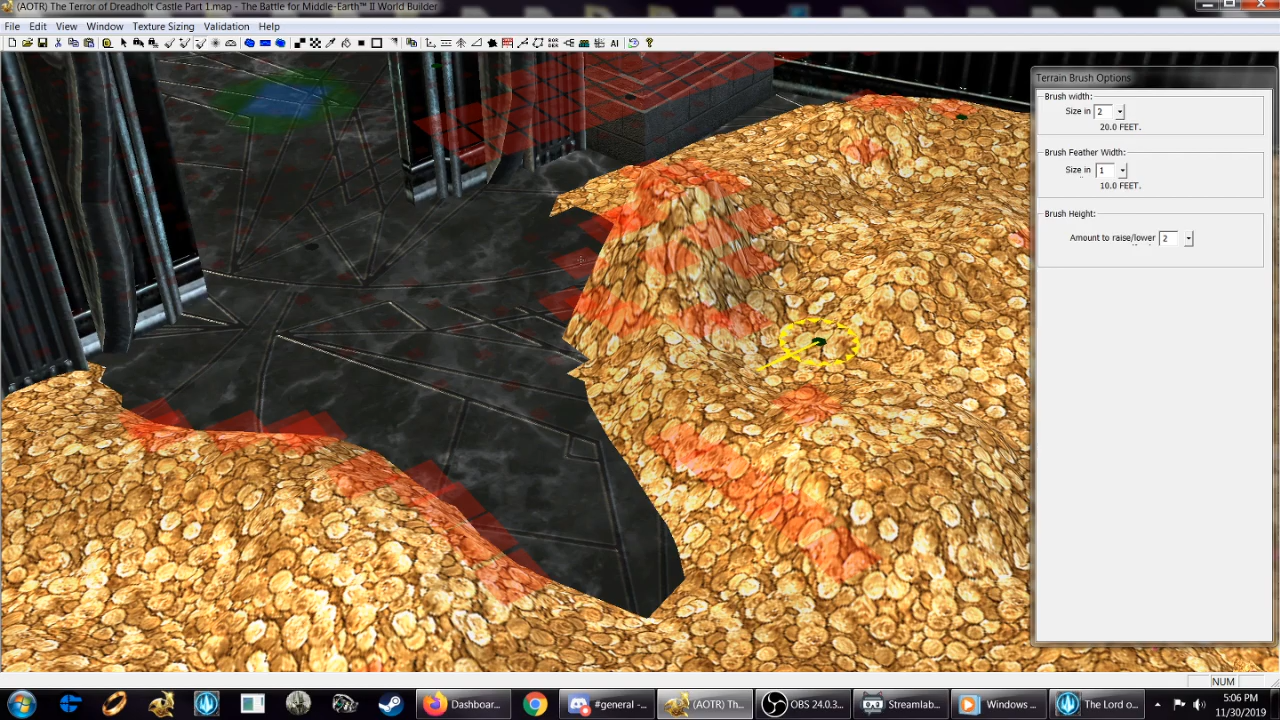 (AOTR) The Terror of Dreadholt Castle Part 1.map - The Battle for Middle-Earth™ II World Builder
File Edit View Window Texture Sizing Validation Help
AI
Terrain Brush Options
Brush width:
Size in 2
20.0 FEET.
Brush Feather Width:
Size in 1
10.0 FEET.
Brush Height:
Amount to raise/lower 2
NUM
Dashboar... #general -... (AOTR) Th... OBS 24.0.3... Streamlab... Windows ... The Lord o...
5:06 PM
11/30/2019